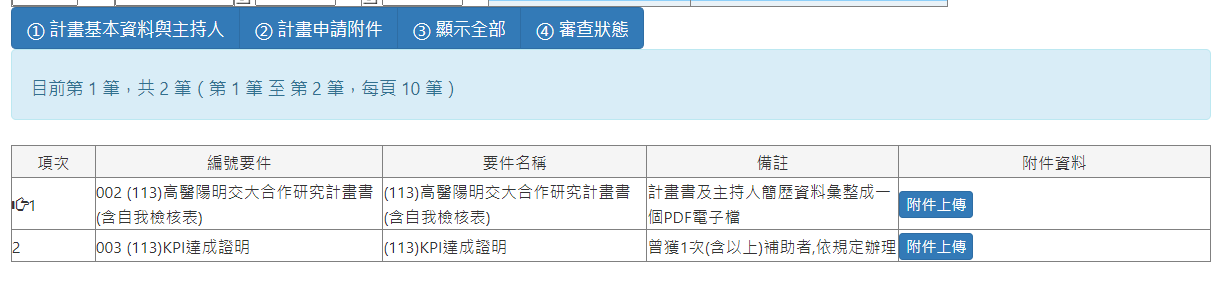 ① 計畫基本資料與主持人 ② 計畫申請附件 ③ 顯示全部 ④ 審查狀態
目前第 1 筆，共 2 筆 ( 第 1 筆 至 第 2 筆，每頁 10 筆 )
項次 編號要件 要件名稱 備註 附件資料
1 002 (113)高醫陽明交大合作研究計畫書 (113)高醫陽明交大合作研究計畫書 計畫書及主持人簡歷資料彙整成一 附件上傳
(含自我檢核表) (含自我檢核表) 個PDF電子檔
2 003 (113)KPI達成證明 (113)KPI達成證明 曾獲1次(含以上)補助者,依規定辦理 附件上傳